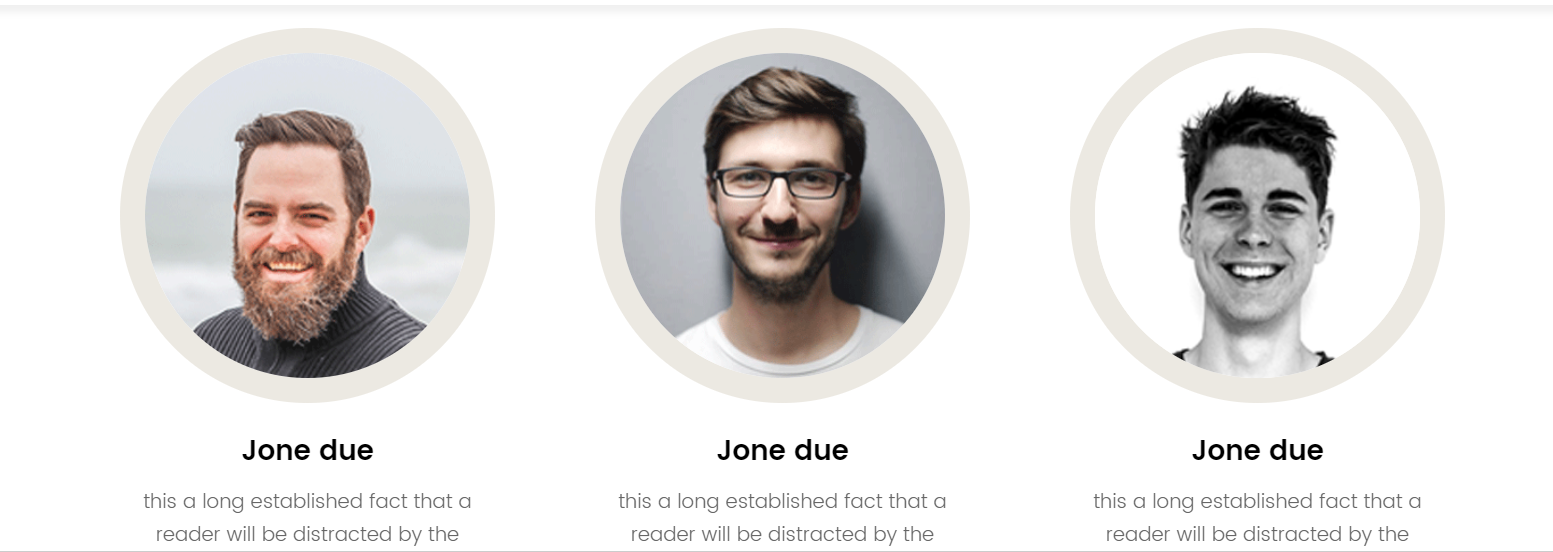 Jone due
this a long established fact that a
reader will be distracted by the
Jone due
this a long established fact that a
reader will be distracted by the
Jone due
this a long established fact that a
reader will be distracted by the